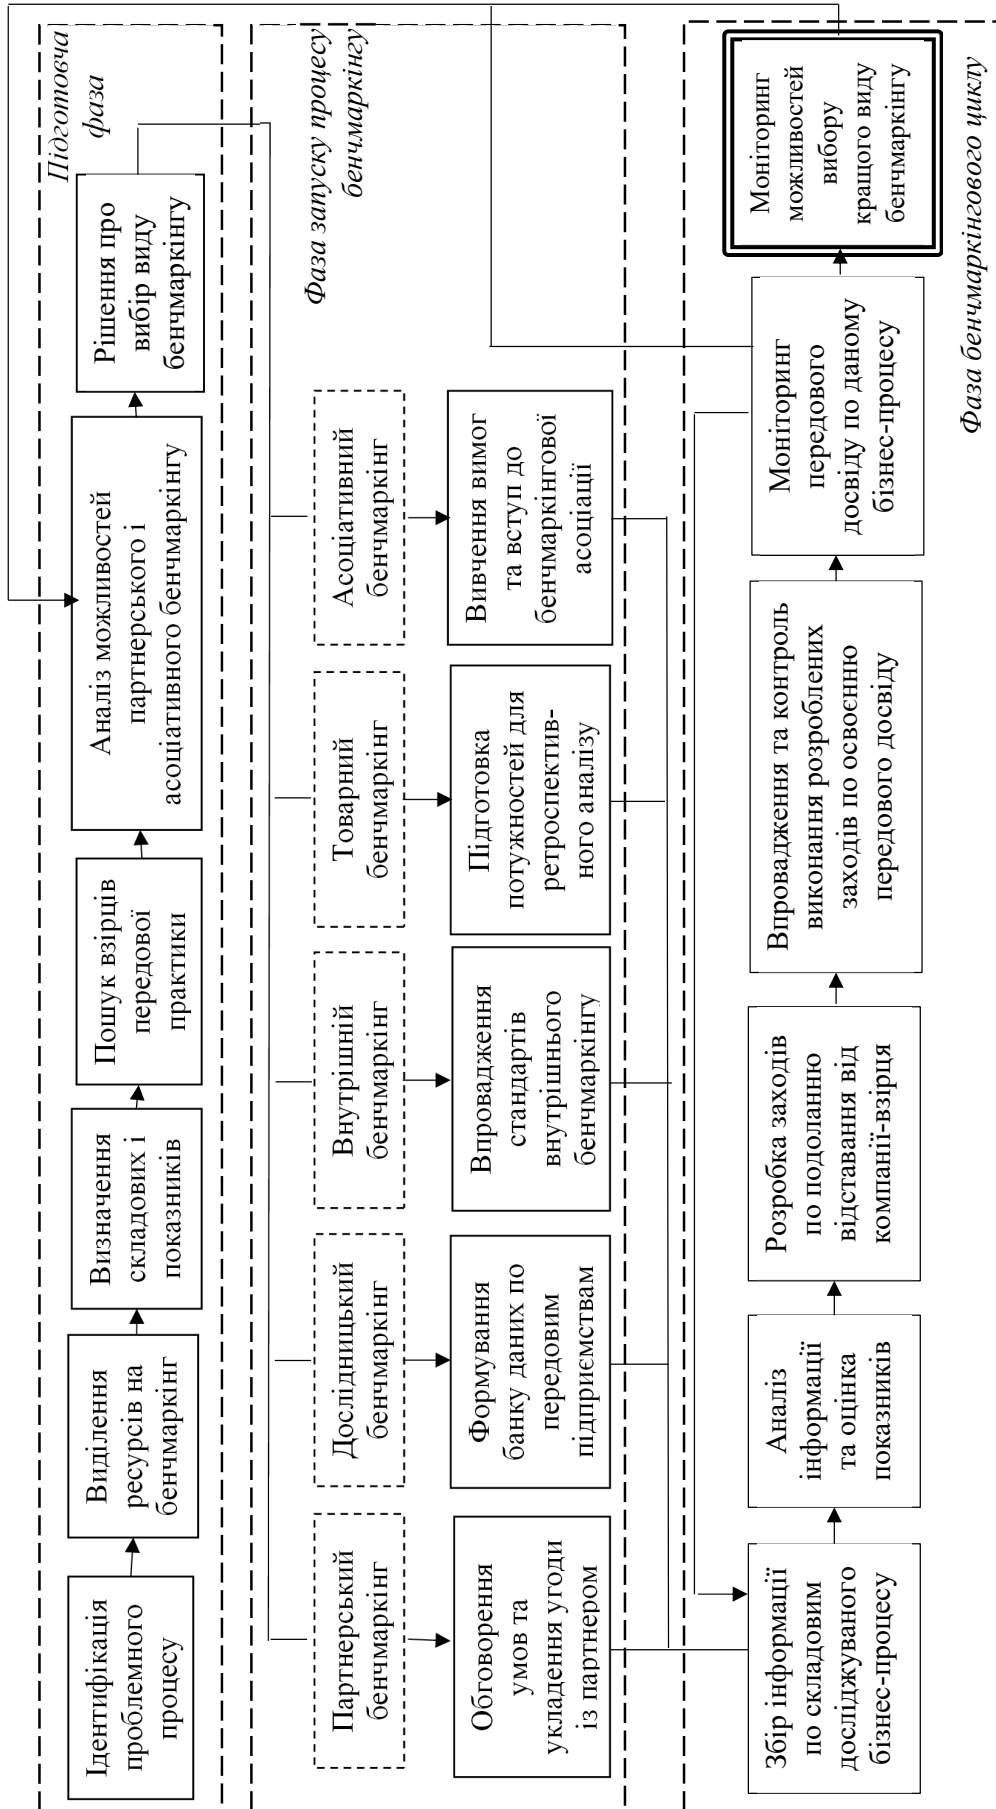 Підготовча
фаза
Ідентифікація
проблемного
процесу
Виділення
ресурсів на
бенчмаркінг
Визначення
складових і
показників
Пошук взірців
передової
практики
Аналіз можливостей
партнерського і
асоціативного бенчмаркінгу
Рішення про
вибір виду
бенчмаркінгу
Фаза запуску процесу
бенчмаркінгу
Партнерський
бенчмаркінг
Дослідницький
бенчмаркінг
Внутрішній
бенчмаркінг
Товарний
бенчмаркінг
Асоціативний
бенчмаркінг
Обговорення
умов та
укладення угоди
із партнером
Формування
банку даних по
передовим
підприємствам
Впровадження
стандартів
внутрішнього
бенчмаркінгу
Підготовка
потужностей для
ретроспектив-
ного аналізу
Вивчення вимог
та вступ до
бенчмаркінгової
асоціації
Збір інформації
по складовим
досліджуваного
бізнес-процесу
Аналіз
інформації
та оцінка
показників
Розробка заходів
по подоланню
відставання від
компанії-взірця
Впровадження та контроль
виконання розроблених
заходів по освоєнню
передового досвіду
Моніторинг
передового
досвіду по даному
бізнес-процесу
Моніторинг
можливостей
вибору
кращого виду
бенчмаркінгу
Фаза бенчмаркінгового циклу